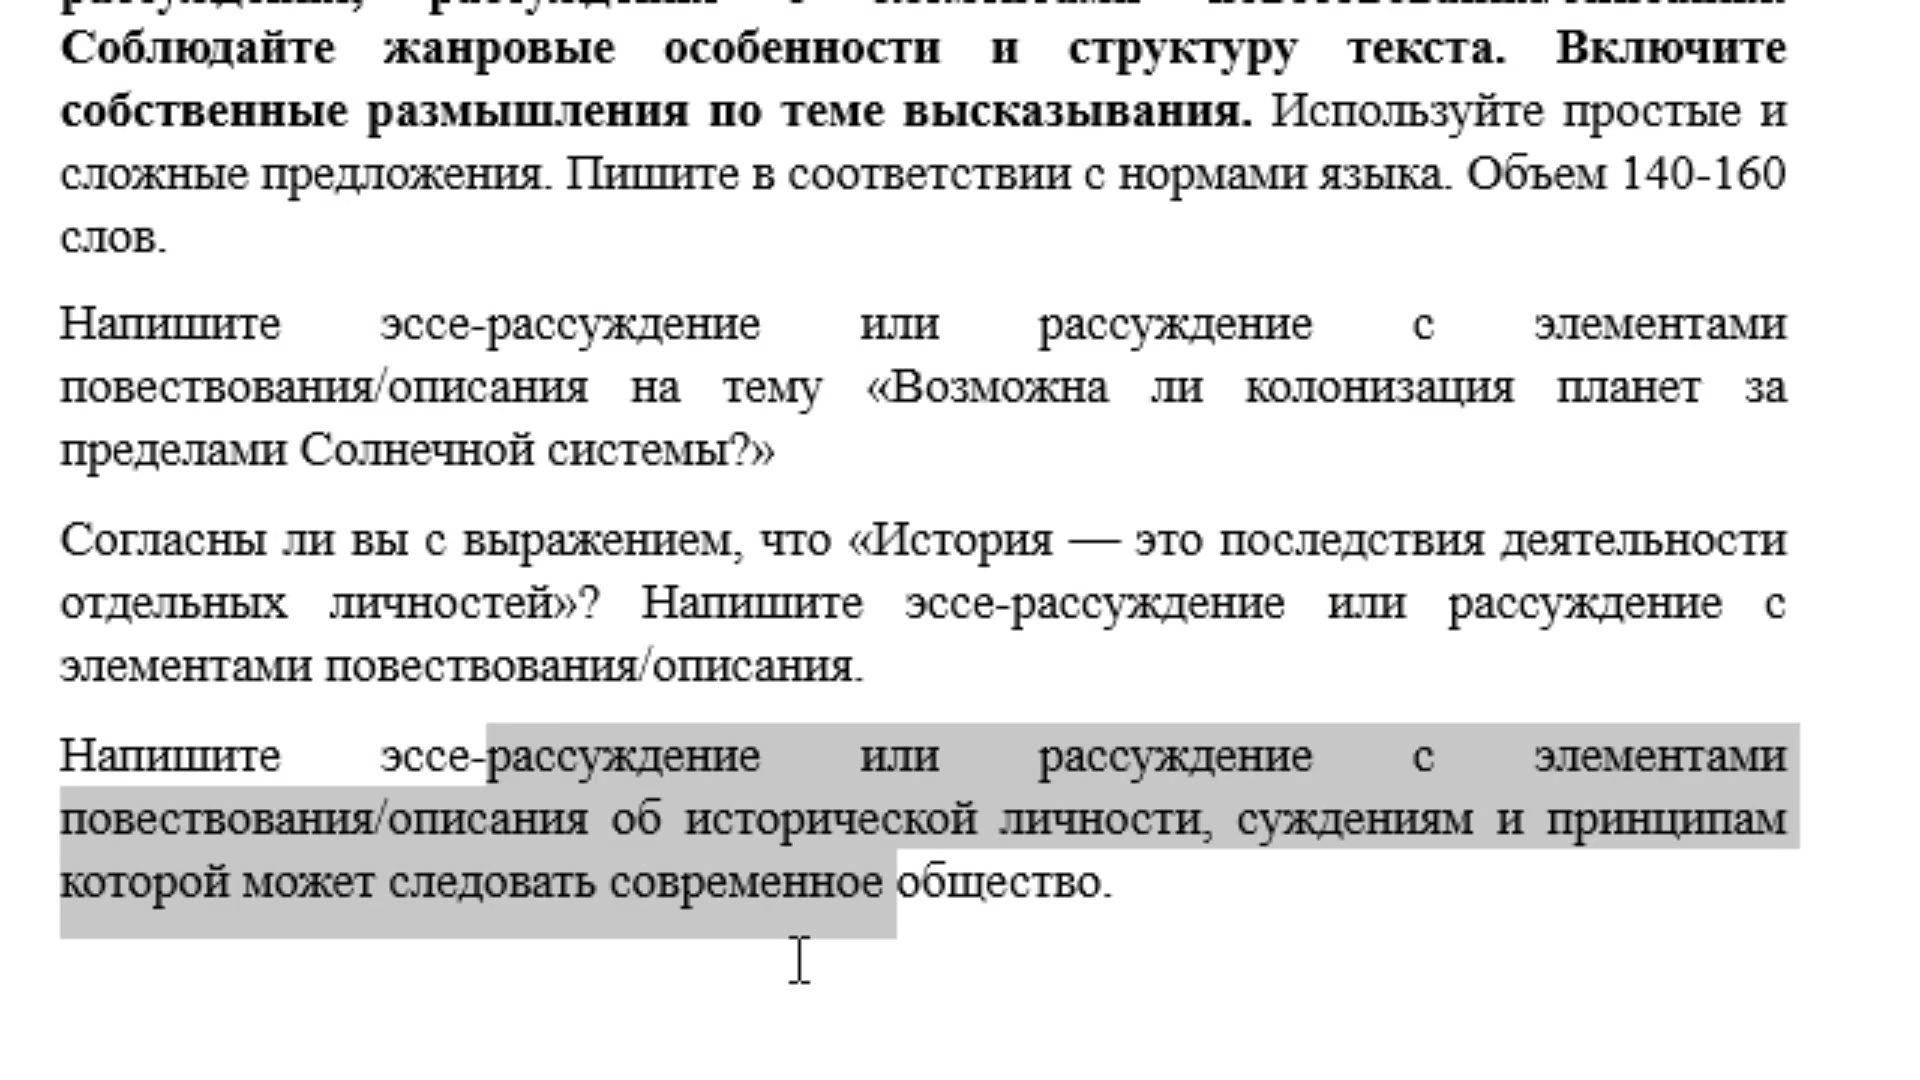 Соблюдайте жанровые особенности и структуру текста. Включите
собственные размышления по теме высказывания. Используйте простые и
сложные предложения. Пишите в соответствии с нормами языка. Объем 140-160
слов.
Напишите эссе-рассуждение или рассуждение с элементами
повествования/описания на тему «Возможна ли колонизация планет за
пределами Солнечной системы?»
Согласны ли вы с выражением, что «История — это последствия деятельности
отдельных личностей»? Напишите эссе-рассуждение или рассуждение с
элементами повествования/описания.
Напишите эссе-рассуждение или рассуждение с элементами
повествования/описания об исторической личности, суждениям и принципам
которой может следовать современное общество.